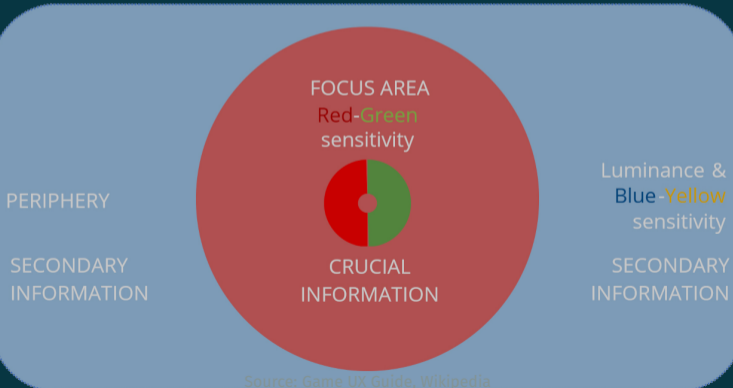 FOCUS AREA
Red-Green
sensitivity
CRUCIAL
INFORMATION
PERIPHERY
SECONDARY
INFORMATION
Luminance &
Blue-Yellow
sensitivity
SECONDARY
INFORMATION
Source: Game UX Guide, Wikipedia